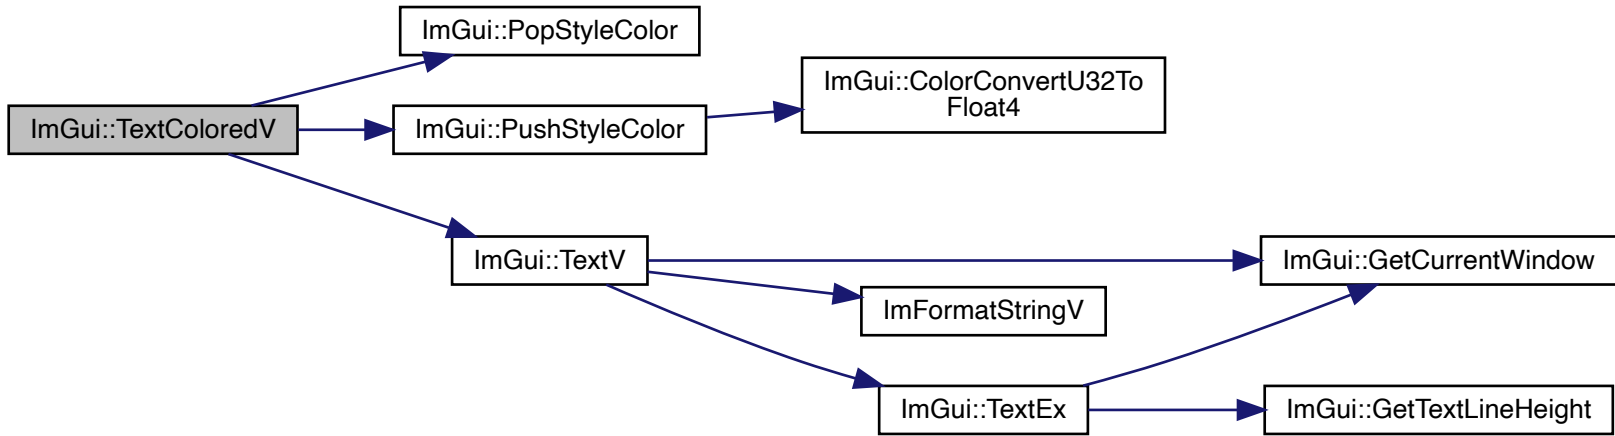 ImGui::PopStyleColor
ImGui::ColorConvertU32To
Float4
ImGui::TextColoredV
ImGui::PushStyleColor
ImGui::TextV
ImGui::GetCurrentWindow
ImFormatStringV
ImGui::TextEx
ImGui::GetTextLineHeight